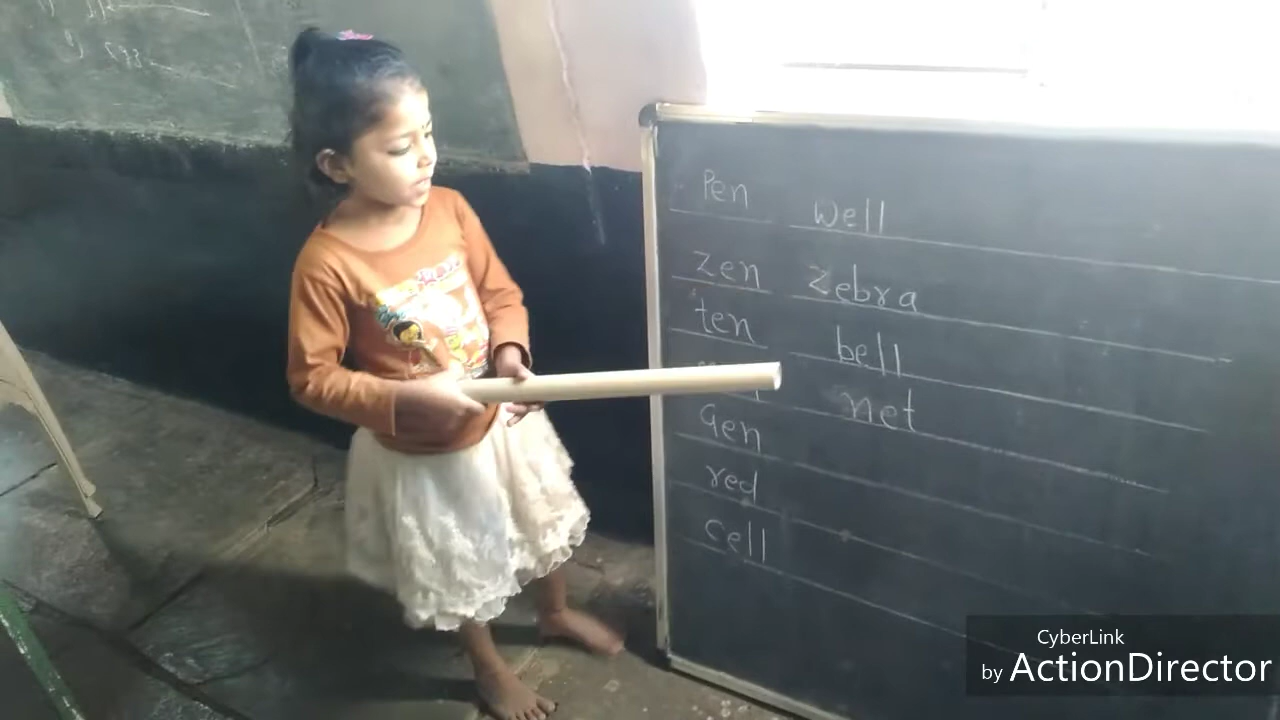 Pen Well
Zen Zebra
ten bell
net
Gen
red
Cell
CyberLink
by ActionDirector